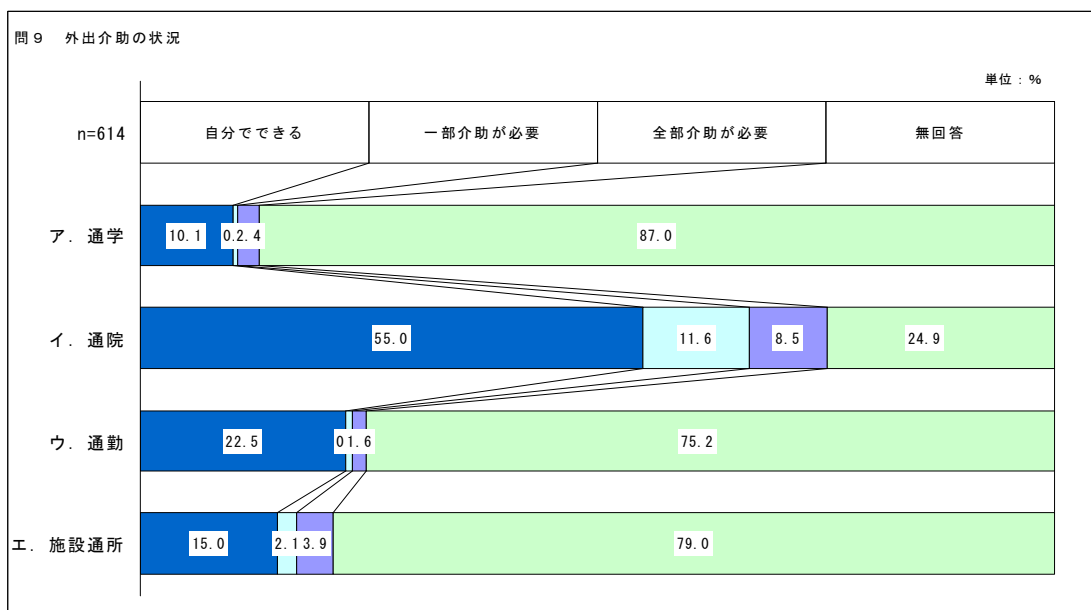 問９　外出介助の状況
単位：％
n=614 自分でできる 一部介助が必要 全部介助が必要 無回答
ア．通学 10.1 0. 2.4 87.0
イ．通院 55.0 11.6 8.5 24.9
ウ．通勤 22.5 0 1.6 75.2
エ．施設通所 15.0 2.1 3.9 79.0